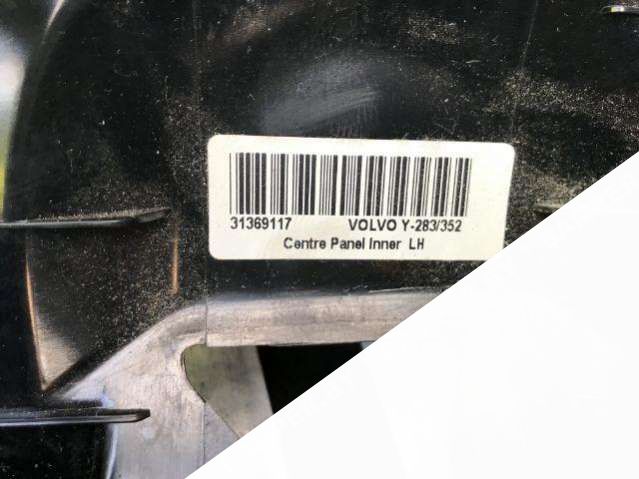 31369117 VOLVO Y-283/352
Centre Panel Inner LH